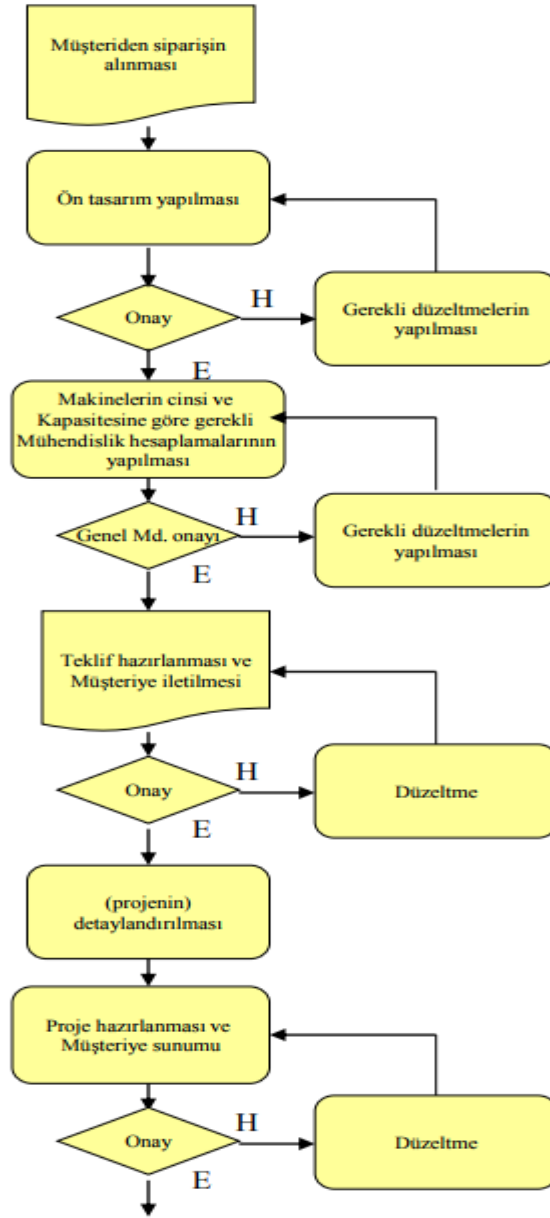 Müşteriden siparişin
alınması
Ön tasarım yapılması
Onay
H
Gerekli düzeltmelerin
yapılması
E
Makinelerin cinsi ve
Kapasitesine göre gerekli
Mühendislik hesaplamalarının
yapılması
Genel Md. onayı
H
Gerekli düzeltmelerin
yapılması
E
Teklif hazırlanması ve
Müşteriye iletilmesi
Onay
H
Düzeltme
E
(projenin)
detaylandırılması
Proje hazırlanması ve
Müşteriye sunumu
Onay
H
Düzeltme
E